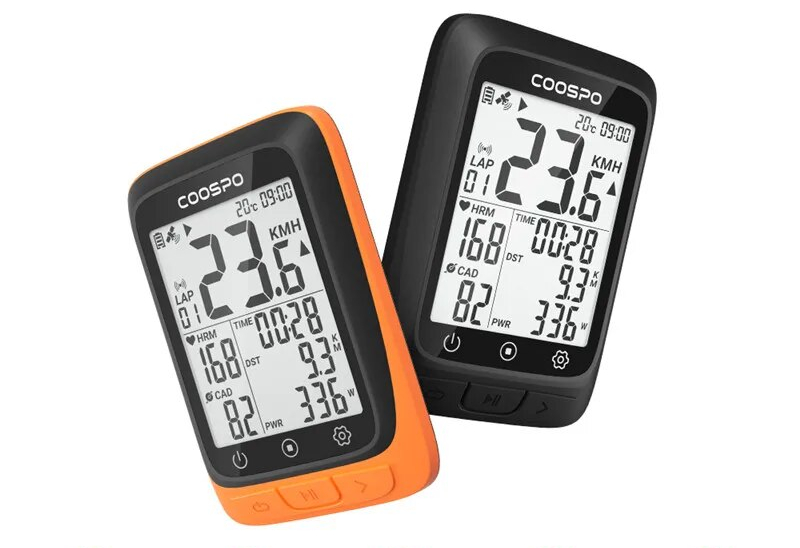 COOSPO
20°C 09:00
23.6 KMH
LAP
01
HRM
168
TIME 00:28
DST 9.3 KM
CAD
82
PWR 336 W
COOSPO
20°C 09:00
23.6 KMH
LAP
01
HRM
168
TIME 00:28
DST 9.3 KM
CAD
82
PWR 336 W